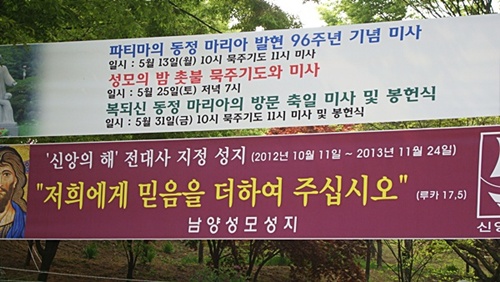 파티마의 동정 마리아 발현 96주년 기념 미사
일시 : 5월 13일(월) 10시 묵주기도 11시 미사
성모의 밤 촛불 묵주기도와 미사
일시 : 5월 25일(토) 저녁 7시
복되신 동정 마리아의 방문 축일 미사 및 봉헌식
일시 : 5월 31일(금) 10시 묵주기도 11시 미사 및 봉헌식
'신앙의 해' 전대사 지정 성지 (2012년 10월 11일 ~ 2013년 11월 24일)
"저희에게 믿음을 더하여 주십시오" (루카 17,5)
남양성모성지
신앙